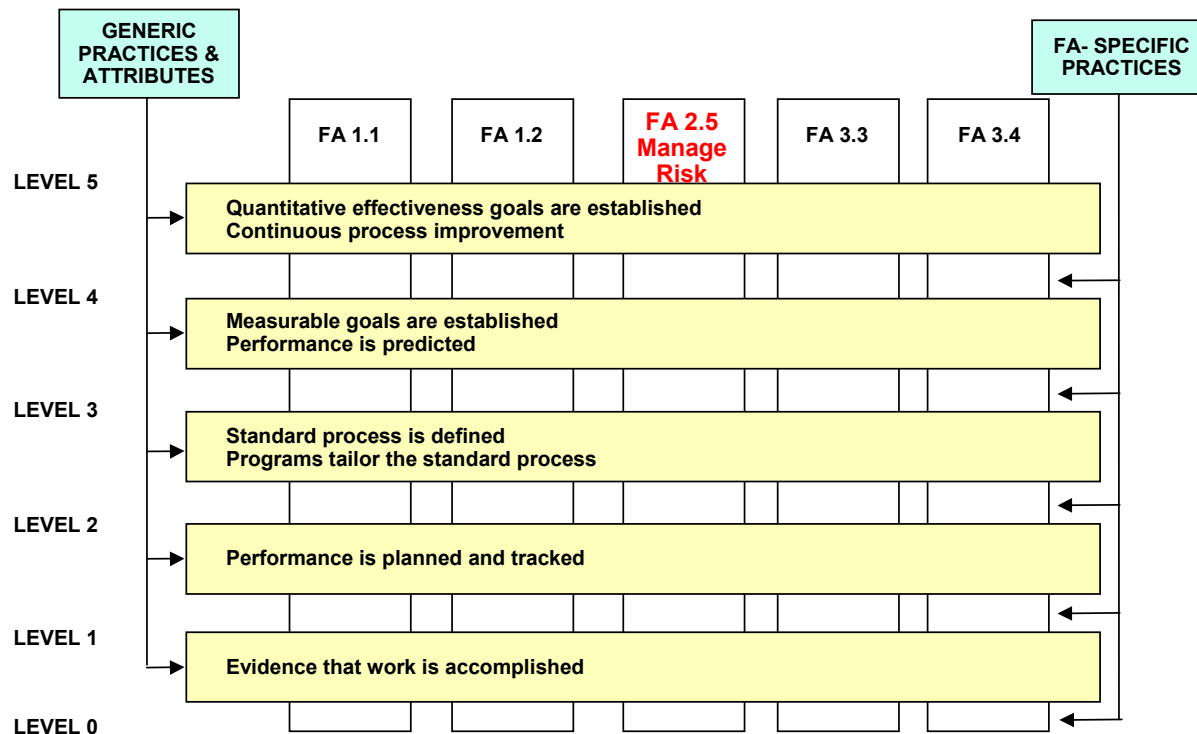 GENERIC
PRACTICES &
ATTRIBUTES
FA- SPECIFIC
PRACTICES
FA 1.1
FA 1.2
FA 2.5
Manage
Risk
FA 3.3
FA 3.4
LEVEL 5
Quantitative effectiveness goals are established
Continuous process improvement
LEVEL 4
Measurable goals are established
Performance is predicted
LEVEL 3
Standard process is defined
Programs tailor the standard process
LEVEL 2
Performance is planned and tracked
LEVEL 1
Evidence that work is accomplished
LEVEL 0